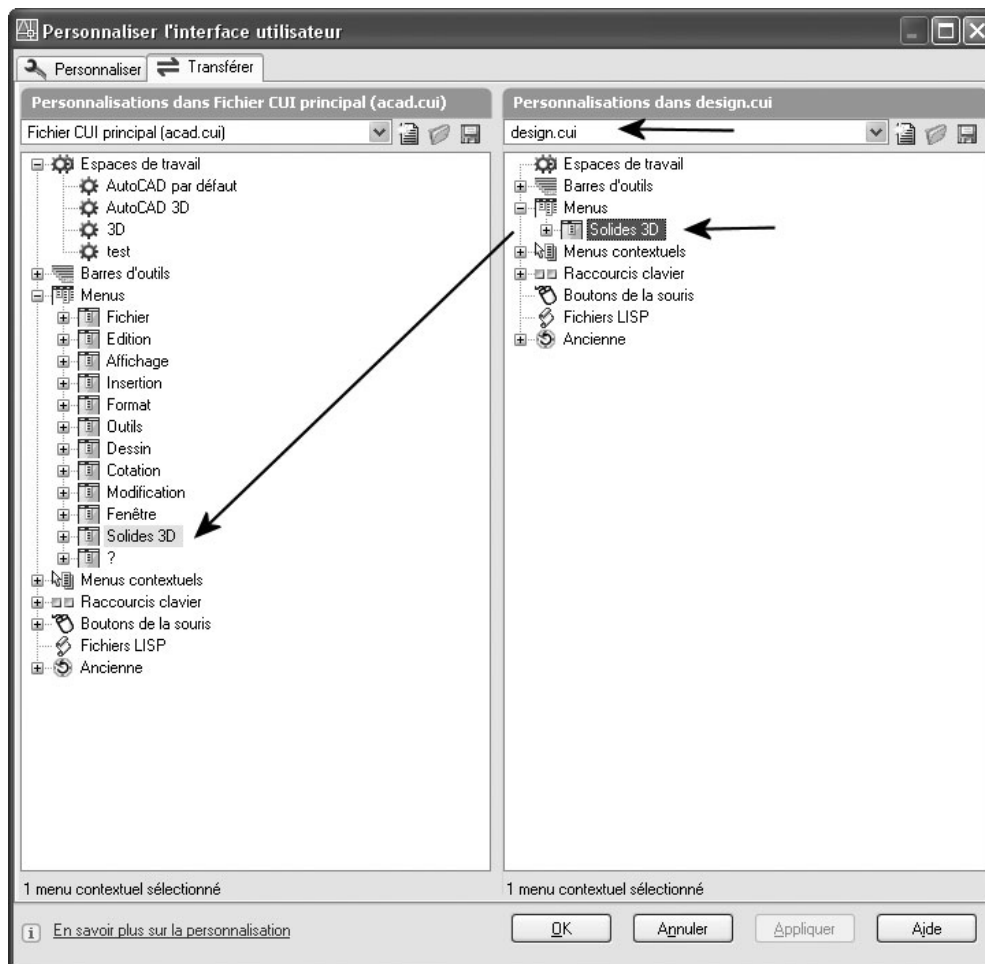 Personnaliser l'interface utilisateur
Personnaliser
Transférer
Personnalisations dans Fichier CUI principal (acad.cui)
Fichier CUI principal (acad.cui)
Espaces de travail
AutoCAD par défaut
AutoCAD 3D
3D
test
Barres d'outils
Menus
Fichier
Edition
Affichage
Insertion
Format
Outils
Dessin
Cotation
Modification
Fenêtre
Solides 3D
?
Menus contextuels
Raccourcis clavier
Boutons de la souris
Fichiers LISP
Ancienne
1 menu contextuel sélectionné
Personnalisations dans design.cui
design.cui
Espaces de travail
Barres d'outils
Menus
Solides 3D
Menus contextuels
Raccourcis clavier
Boutons de la souris
Fichiers LISP
Ancienne
1 menu contextuel sélectionné
En savoir plus sur la personnalisation
OK
Annuler
Appliquer
Aide